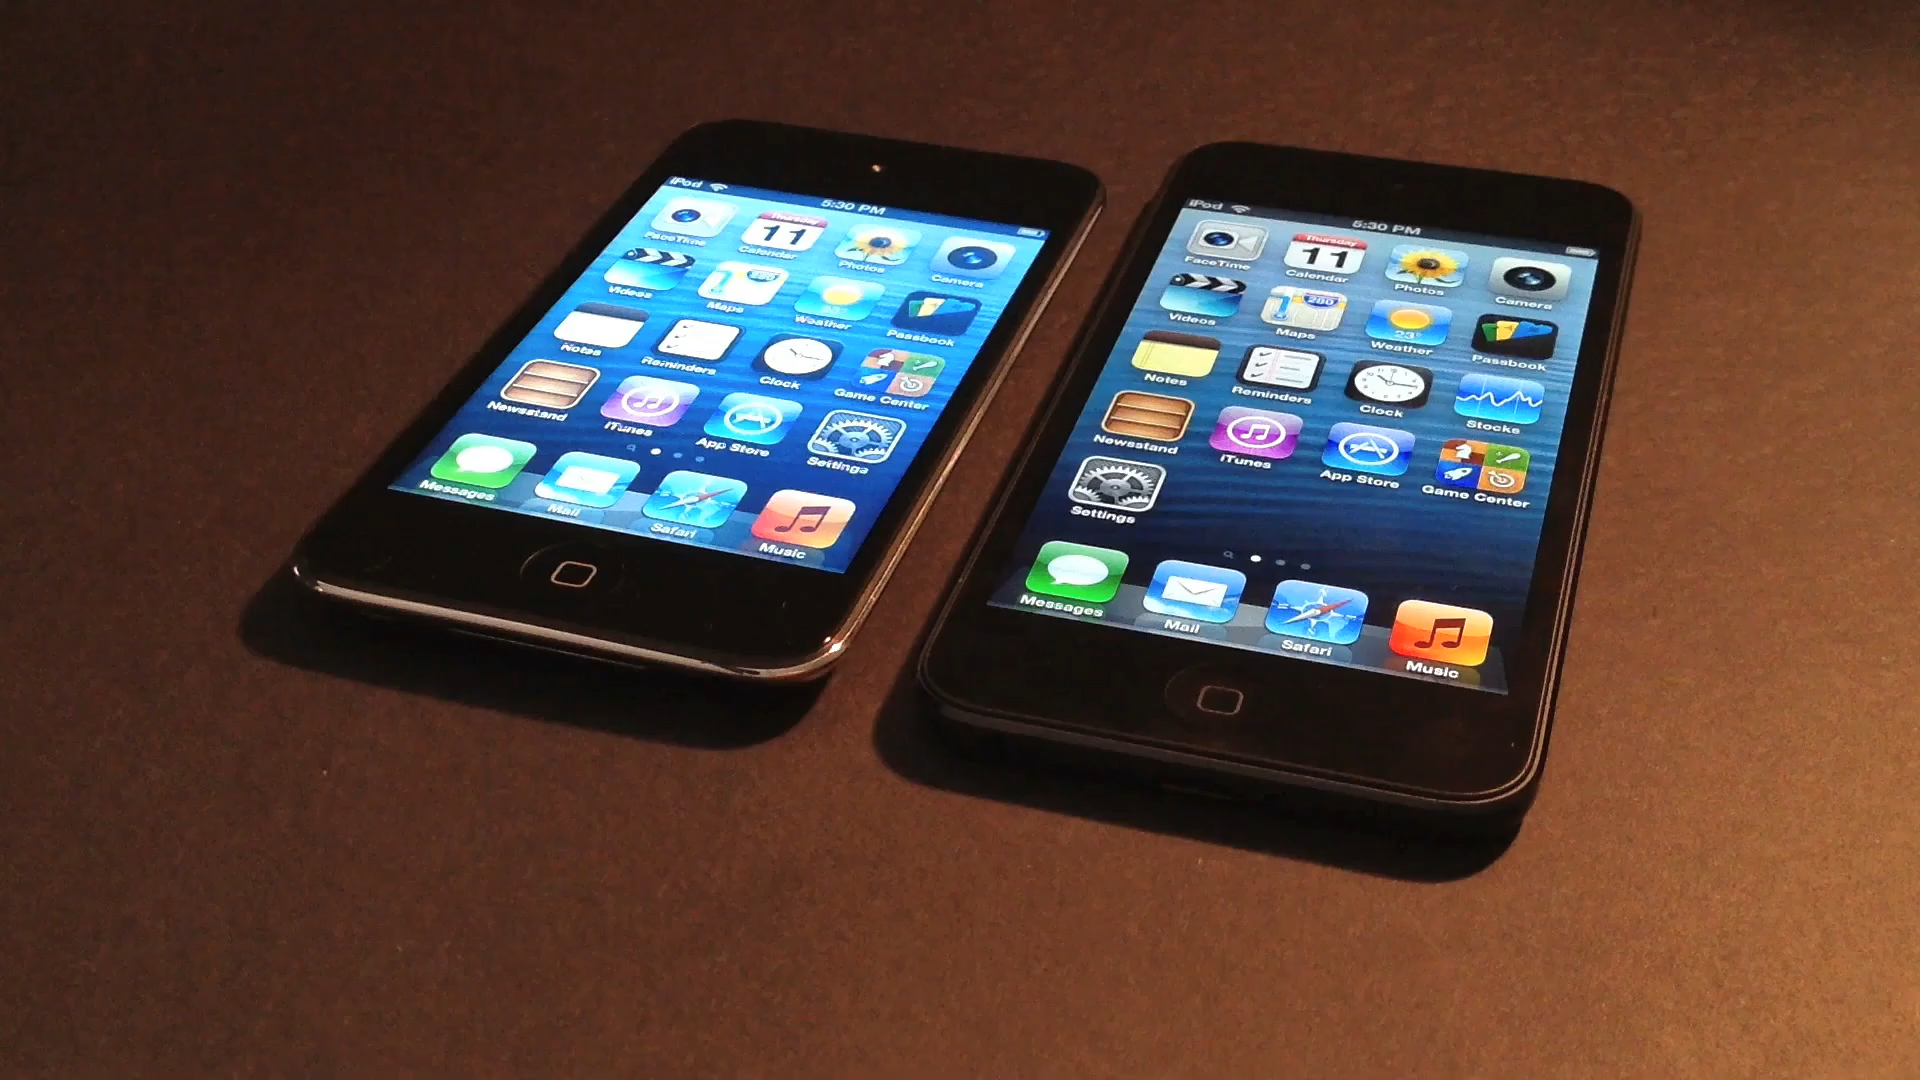 iPod 5:30 PM
FaceTime Thursday 11 Calendar Photos Camera
Videos 280 Maps Weather Passbook
Notes Reminders Clock Game Center
Newsstand iTunes App Store Settings
Messages Mail Safari Music
iPod 5:30 PM
FaceTime Thursday 11 Calendar Photos Camera
Videos 280 Maps 23° Weather Passbook
Notes Reminders Clock Stocks
Newsstand iTunes App Store Game Center
Settings
Messages Mail Safari Music